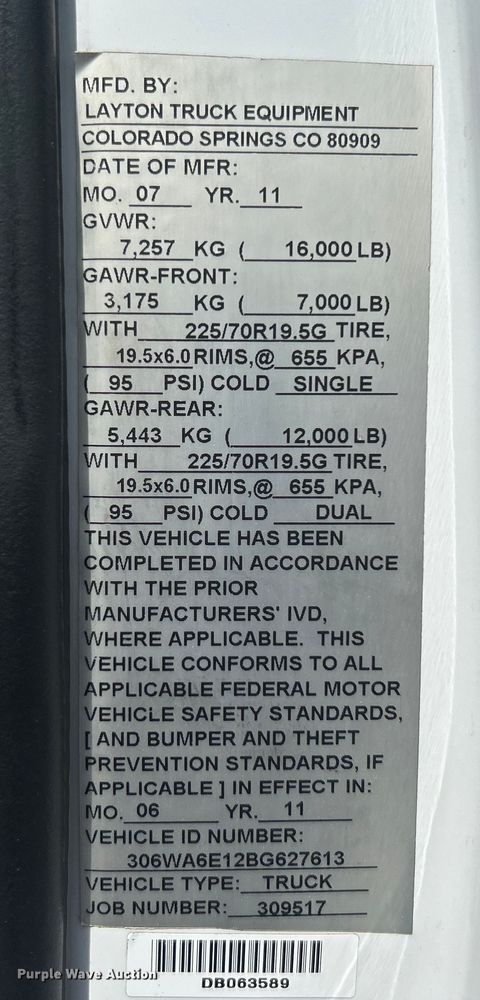 MFD. BY:
LAYTON TRUCK EQUIPMENT
COLORADO SPRINGS CO 80909
DATE OF MFR:
MO. 07 YR. 11
GVWR:
7,257 KG ( 16,000 LB)
GAWR-FRONT:
3,175 KG ( 7,000 LB)
WITH 225/70R19.5G TIRE,
19.5x6.0 RIMS,@ 655 KPA,
( 95 PSI) COLD SINGLE
GAWR-REAR:
5,443 KG ( 12,000 LB)
WITH 225/70R19.5G TIRE,
19.5x6.0 RIMS,@ 655 KPA,
( 95 PSI) COLD DUAL
THIS VEHICLE HAS BEEN
COMPLETED IN ACCORDANCE
WITH THE PRIOR
MANUFACTURERS' IVD,
WHERE APPLICABLE. THIS
VEHICLE CONFORMS TO ALL
APPLICABLE FEDERAL MOTOR
VEHICLE SAFETY STANDARDS,
[ AND BUMPER AND THEFT
PREVENTION STANDARDS, IF
APPLICABLE ] IN EFFECT IN:
MO. 06 YR. 11
VEHICLE ID NUMBER:
306WA6E12BG627613
VEHICLE TYPE: TRUCK
JOB NUMBER: 309517
DB063589
Purple Wave Auction